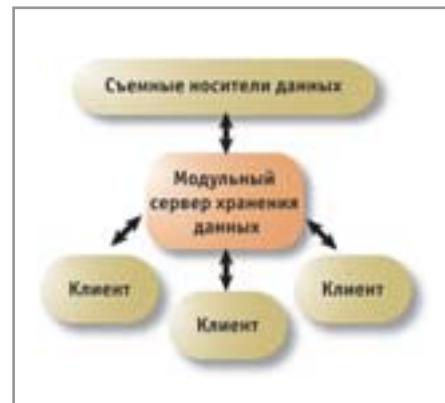 Съемные носители данных
Модульный
сервер хранения
данных
Клиент
Клиент
Клиент